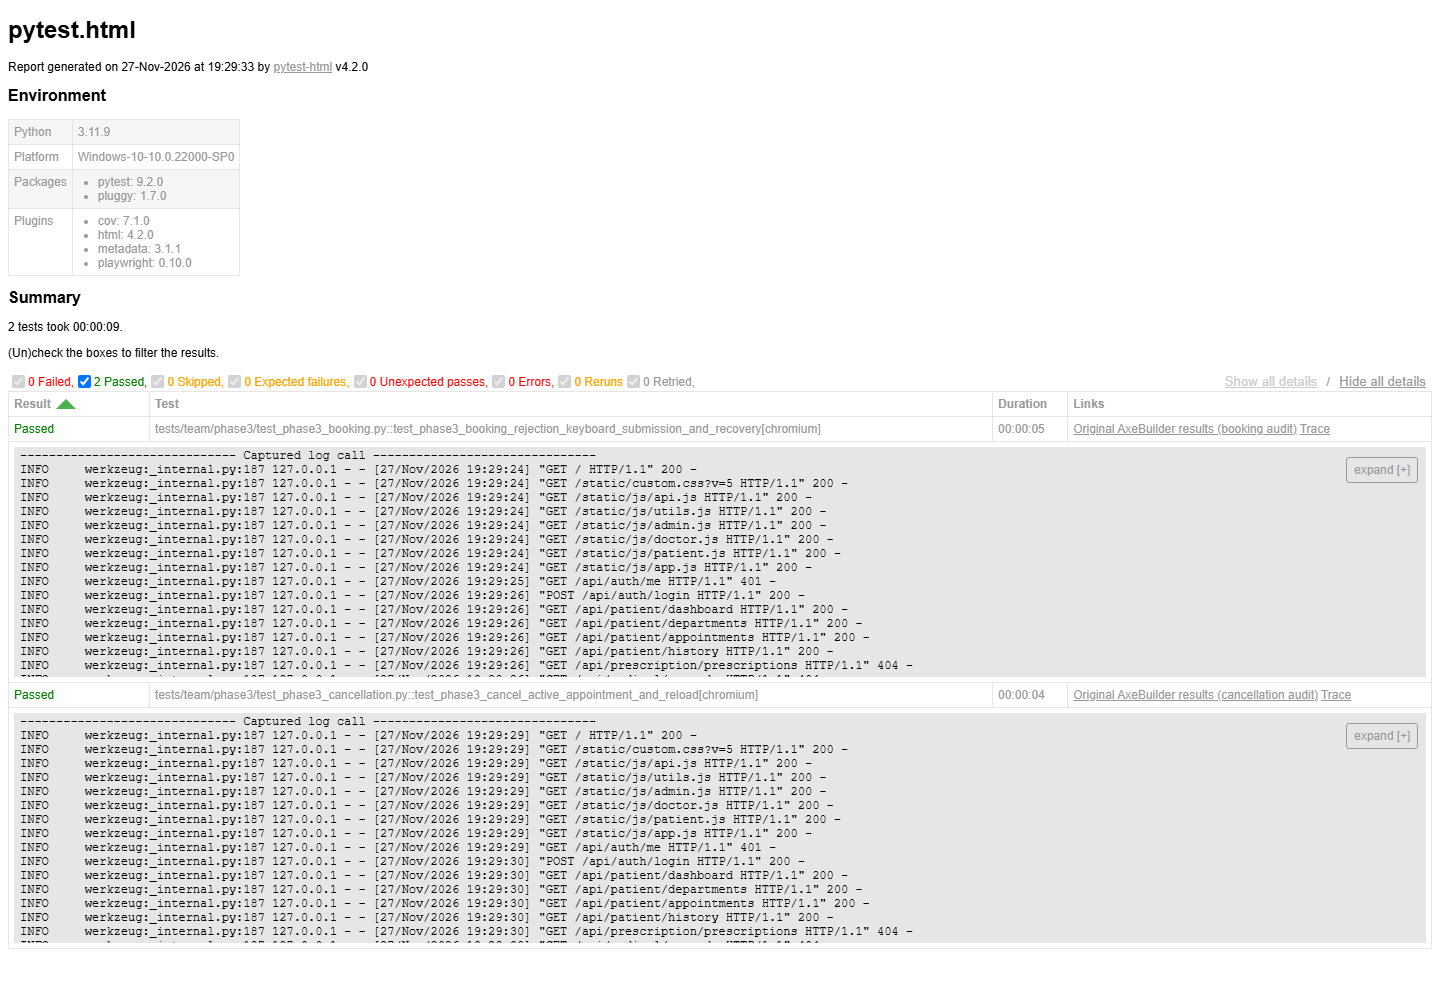 pytest.html
Report generated on 27-Nov-2026 at 19:29:33 by pytest-html v4.2.0
Environment
Python 3.11.9
Platform Windows-10-10.0.22000-SP0
Packages
pytest: 9.2.0
pluggy: 1.7.0
Plugins
cov: 7.1.0
html: 4.2.0
metadata: 3.1.1
playwright: 0.10.0
Summary
2 tests took 00:00:09.
(Un)check the boxes to filter the results.
0 Failed, 2 Passed, 0 Skipped, 0 Expected failures, 0 Unexpected passes, 0 Errors, 0 Reruns 0 Retried, Show all details / Hide all details
Result Test Duration Links
Passed tests/team/phase3/test_phase3_booking.py::test_phase3_booking_rejection_keyboard_submission_and_recovery[chromium] 00:00:05 Original AxeBuilder results (booking audit) Trace
------------------------------ Captured log call -------------------------------
expand [+]
INFO     werkzeug:_internal.py:187 127.0.0.1 - - [27/Nov/2026 19:29:24] "GET / HTTP/1.1" 200 -
INFO     werkzeug:_internal.py:187 127.0.0.1 - - [27/Nov/2026 19:29:24] "GET /static/custom.css?v=5 HTTP/1.1" 200 -
INFO     werkzeug:_internal.py:187 127.0.0.1 - - [27/Nov/2026 19:29:24] "GET /static/js/api.js HTTP/1.1" 200 -
INFO     werkzeug:_internal.py:187 127.0.0.1 - - [27/Nov/2026 19:29:24] "GET /static/js/utils.js HTTP/1.1" 200 -
INFO     werkzeug:_internal.py:187 127.0.0.1 - - [27/Nov/2026 19:29:24] "GET /static/js/admin.js HTTP/1.1" 200 -
INFO     werkzeug:_internal.py:187 127.0.0.1 - - [27/Nov/2026 19:29:24] "GET /static/js/doctor.js HTTP/1.1" 200 -
INFO     werkzeug:_internal.py:187 127.0.0.1 - - [27/Nov/2026 19:29:24] "GET /static/js/patient.js HTTP/1.1" 200 -
INFO     werkzeug:_internal.py:187 127.0.0.1 - - [27/Nov/2026 19:29:24] "GET /static/js/app.js HTTP/1.1" 200 -
INFO     werkzeug:_internal.py:187 127.0.0.1 - - [27/Nov/2026 19:29:25] "GET /api/auth/me HTTP/1.1" 401 -
INFO     werkzeug:_internal.py:187 127.0.0.1 - - [27/Nov/2026 19:29:26] "POST /api/auth/login HTTP/1.1" 200 -
INFO     werkzeug:_internal.py:187 127.0.0.1 - - [27/Nov/2026 19:29:26] "GET /api/patient/dashboard HTTP/1.1" 200 -
INFO     werkzeug:_internal.py:187 127.0.0.1 - - [27/Nov/2026 19:29:26] "GET /api/patient/departments HTTP/1.1" 200 -
INFO     werkzeug:_internal.py:187 127.0.0.1 - - [27/Nov/2026 19:29:26] "GET /api/patient/appointments HTTP/1.1" 200 -
INFO     werkzeug:_internal.py:187 127.0.0.1 - - [27/Nov/2026 19:29:26] "GET /api/patient/history HTTP/1.1" 200 -
INFO     werkzeug:_internal.py:187 127.0.0.1 - - [27/Nov/2026 19:29:26] "GET /api/prescription/prescriptions HTTP/1.1" 404 -
Passed tests/team/phase3/test_phase3_cancellation.py::test_phase3_cancel_active_appointment_and_reload[chromium] 00:00:04 Original AxeBuilder results (cancellation audit) Trace
------------------------------ Captured log call -------------------------------
expand [+]
INFO     werkzeug:_internal.py:187 127.0.0.1 - - [27/Nov/2026 19:29:29] "GET / HTTP/1.1" 200 -
INFO     werkzeug:_internal.py:187 127.0.0.1 - - [27/Nov/2026 19:29:29] "GET /static/custom.css?v=5 HTTP/1.1" 200 -
INFO     werkzeug:_internal.py:187 127.0.0.1 - - [27/Nov/2026 19:29:29] "GET /static/js/api.js HTTP/1.1" 200 -
INFO     werkzeug:_internal.py:187 127.0.0.1 - - [27/Nov/2026 19:29:29] "GET /static/js/utils.js HTTP/1.1" 200 -
INFO     werkzeug:_internal.py:187 127.0.0.1 - - [27/Nov/2026 19:29:29] "GET /static/js/admin.js HTTP/1.1" 200 -
INFO     werkzeug:_internal.py:187 127.0.0.1 - - [27/Nov/2026 19:29:29] "GET /static/js/doctor.js HTTP/1.1" 200 -
INFO     werkzeug:_internal.py:187 127.0.0.1 - - [27/Nov/2026 19:29:29] "GET /static/js/patient.js HTTP/1.1" 200 -
INFO     werkzeug:_internal.py:187 127.0.0.1 - - [27/Nov/2026 19:29:29] "GET /static/js/app.js HTTP/1.1" 200 -
INFO     werkzeug:_internal.py:187 127.0.0.1 - - [27/Nov/2026 19:29:29] "GET /api/auth/me HTTP/1.1" 401 -
INFO     werkzeug:_internal.py:187 127.0.0.1 - - [27/Nov/2026 19:29:30] "POST /api/auth/login HTTP/1.1" 200 -
INFO     werkzeug:_internal.py:187 127.0.0.1 - - [27/Nov/2026 19:29:30] "GET /api/patient/dashboard HTTP/1.1" 200 -
INFO     werkzeug:_internal.py:187 127.0.0.1 - - [27/Nov/2026 19:29:30] "GET /api/patient/departments HTTP/1.1" 200 -
INFO     werkzeug:_internal.py:187 127.0.0.1 - - [27/Nov/2026 19:29:30] "GET /api/patient/appointments HTTP/1.1" 200 -
INFO     werkzeug:_internal.py:187 127.0.0.1 - - [27/Nov/2026 19:29:30] "GET /api/patient/history HTTP/1.1" 200 -
INFO     werkzeug:_internal.py:187 127.0.0.1 - - [27/Nov/2026 19:29:30] "GET /api/prescription/prescriptions HTTP/1.1" 404 -